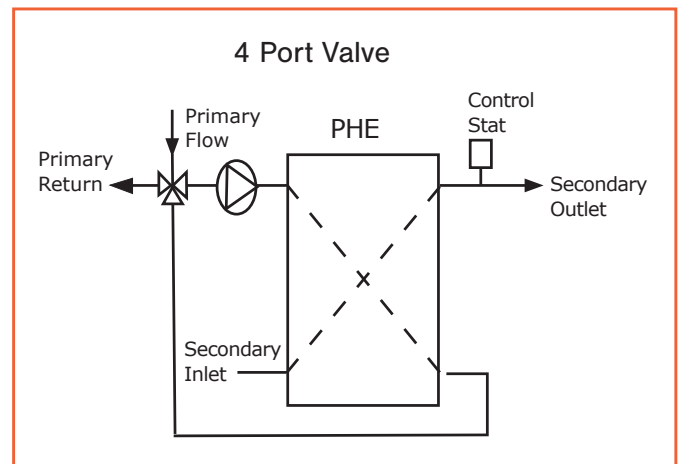 4 Port Valve
Primary
Flow
PHE
Control
Stat
Primary
Return
Secondary
Outlet
Secondary
Inlet